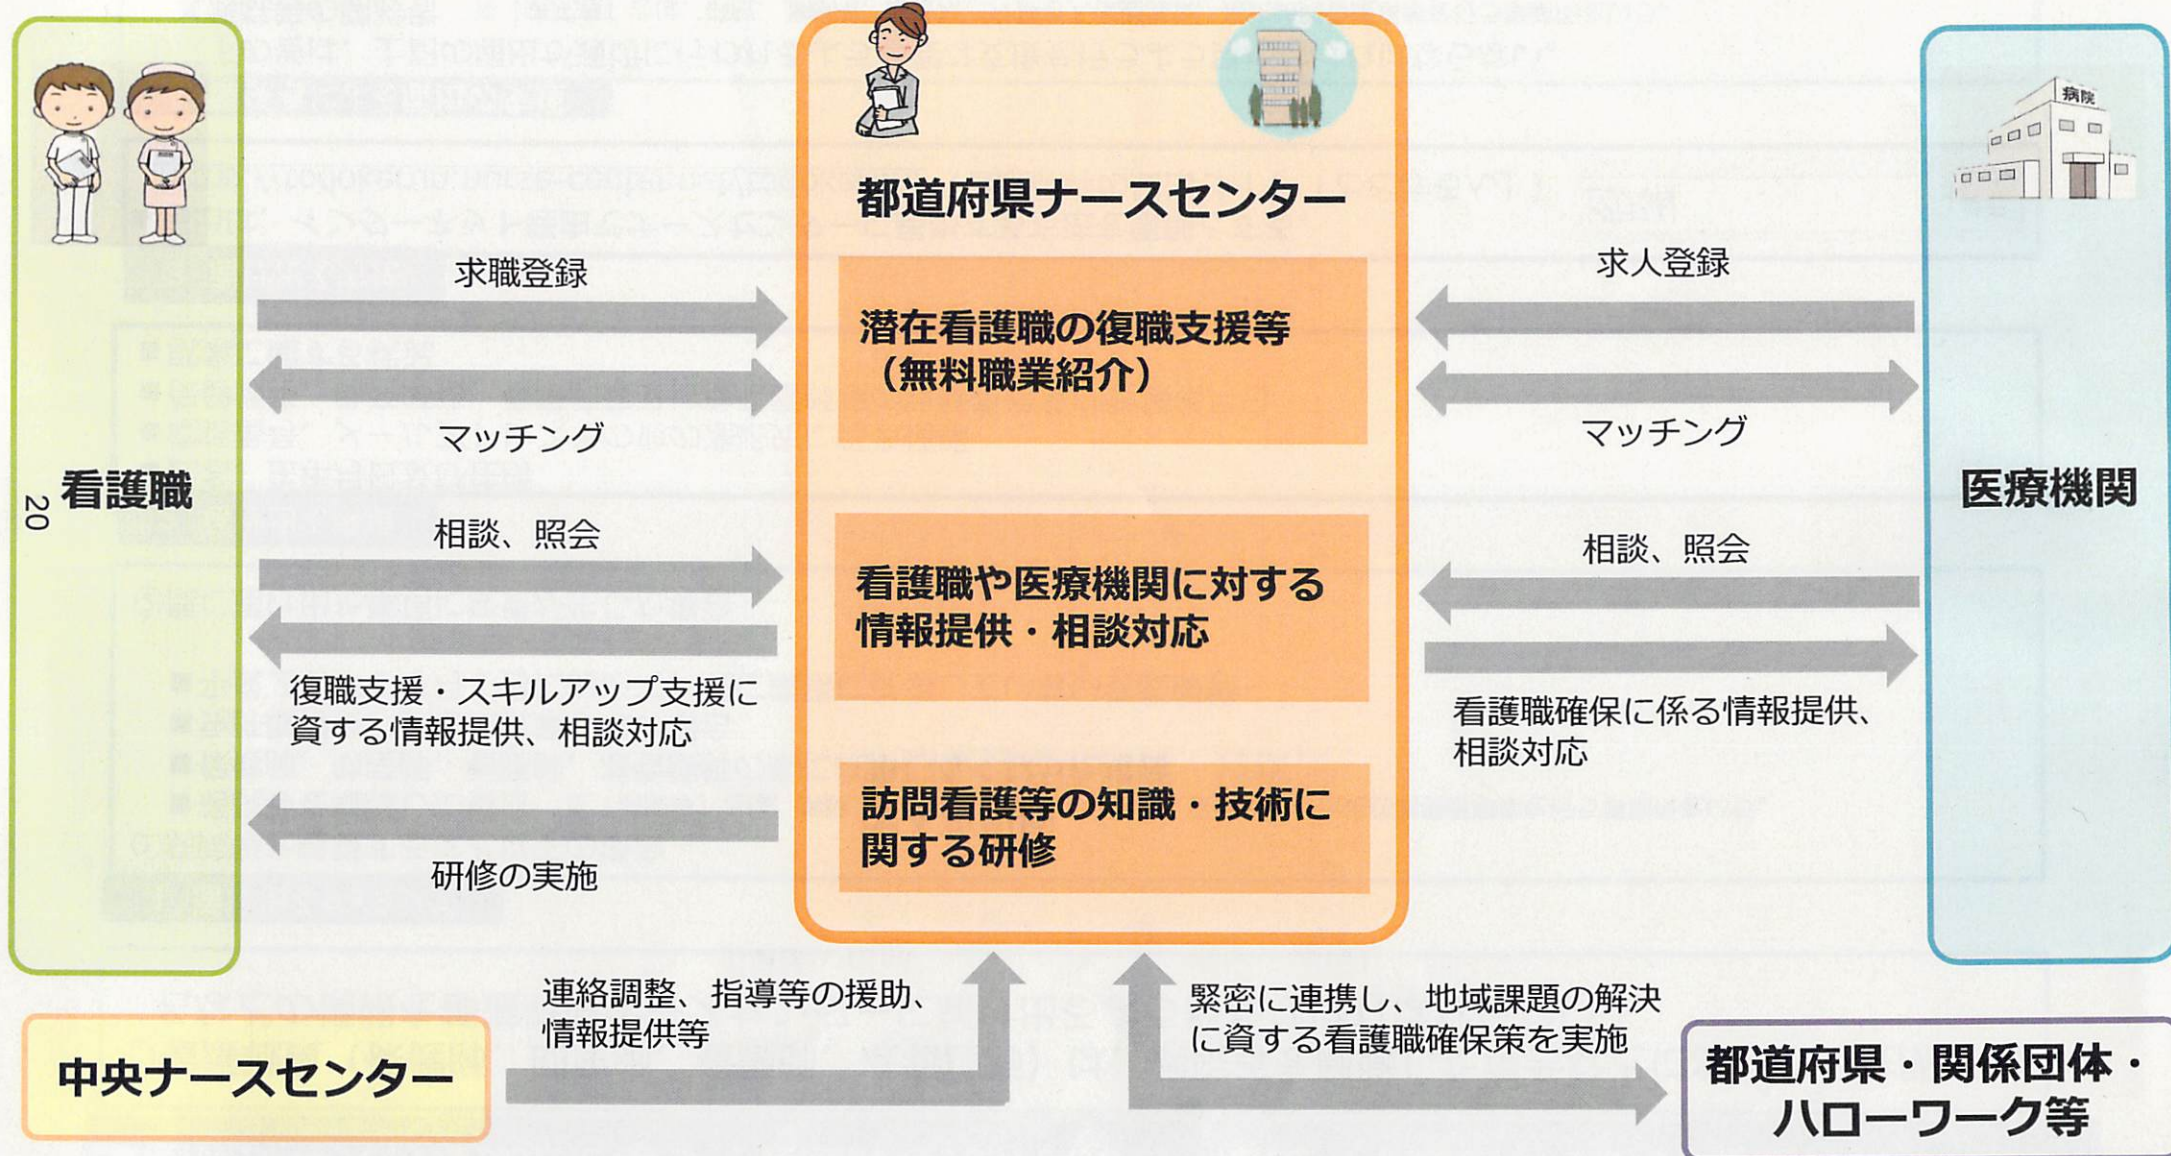 病院
都道府県ナースセンター
求職登録
求人登録
潜在看護職の復職支援等
（無料職業紹介）
マッチング
マッチング
看護職
20
医療機関
相談、照会
相談、照会
看護職や医療機関に対する
情報提供・相談対応
復職支援・スキルアップ支援に
資する情報提供、相談対応
看護職確保に係る情報提供、
相談対応
訪問看護等の知識・技術に
関する研修
研修の実施
連絡調整、指導等の援助、
情報提供等
緊密に連携し、地域課題の解決
に資する看護職確保策を実施
中央ナースセンター
都道府県・関係団体・
ハローワーク等